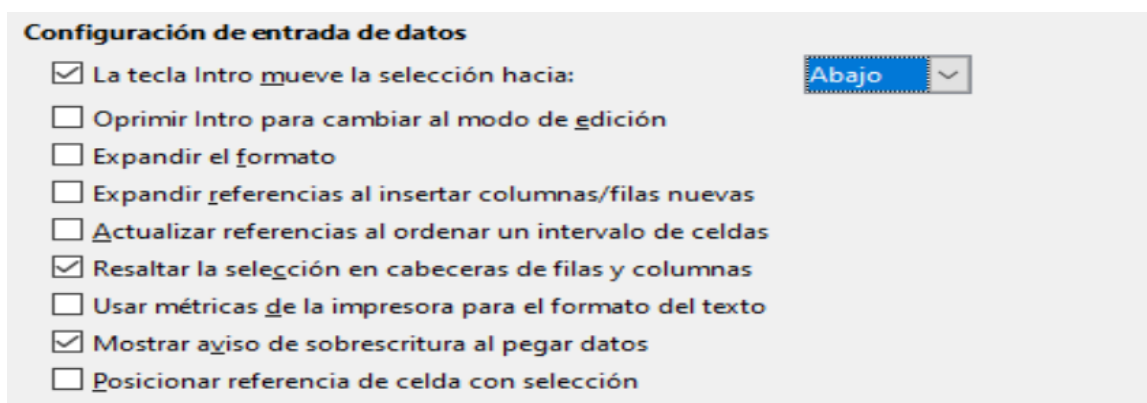 Configuración de entrada de datos
La tecla Intro mueve la selección hacia: Abajo
Oprimir Intro para cambiar al modo de edición
Expandir el formato
Expandir referencias al insertar columnas/filas nuevas
Actualizar referencias al ordenar un intervalo de celdas
Resaltar la selección en cabeceras de filas y columnas
Usar métricas de la impresora para el formato del texto
Mostrar aviso de sobrescritura al pegar datos
Posicionar referencia de celda con selección